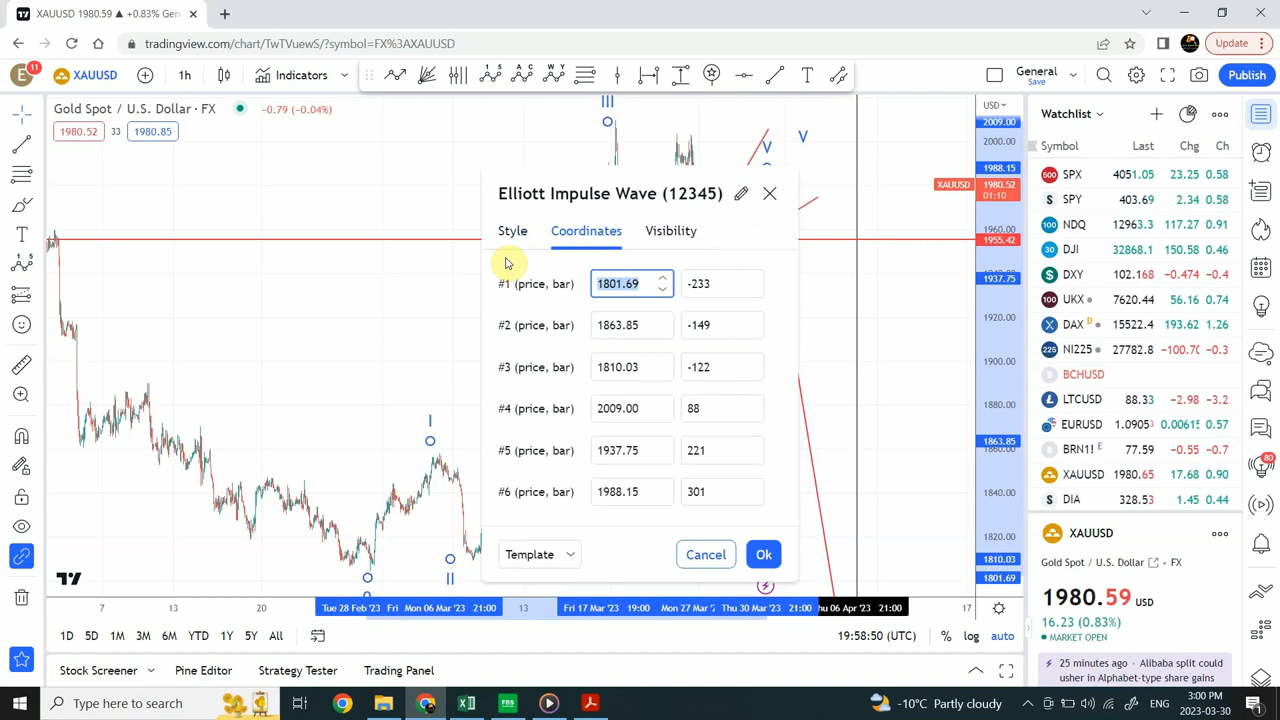 XAUUSD 1980.59 ▲ +0.83% Gen
tradingview.com/chart/TwTVuewS/?symbol=FX%3AXAUUSD
Update
E
11
XAUUSD
1h
Indicators
General
Save
Publish
Gold Spot / U.S. Dollar · FX
-0.79 (-0.04%)
1980.52
33
1980.85
USD
2009.00
2000.00
1988.15
XAUUSD
1980.52
01:10
1960.00
1955.42
1937.75
1920.00
1900.00
1880.00
1863.85
1860.00
1840.00
1820.00
1810.03
1801.69
III
V
V
I
II
Elliott Impulse Wave (12345)
Style
Coordinates
Visibility
#1 (price, bar)
1801.69
-233
#2 (price, bar)
1863.85
-149
#3 (price, bar)
1810.03
-122
#4 (price, bar)
2009.00
88
#5 (price, bar)
1937.75
221
#6 (price, bar)
1988.15
301
Template
Cancel
Ok
Watchlist
Symbol
Last
Chg
Ch
SPX
4051.05
23.25
0.58
SPY
403.69
2.34
0.58
NDQ
12963.3
117.27
0.91
DJI
32868.1
150.58
0.46
DXY
102.168
-0.474
-0.4
UKX
7620.44
56.16
0.74
DAX D
15522.4
193.62
1.26
NI225
27782.8
-100.70
-0.3
BCHUSD
LTCUSD
88.33
-2.98
-3.2
EURUSD
1.0905
0.0061
0.57
BRN1! E
77.59
-0.55
-0.7
80
XAUUSD
1980.65
17.68
0.90
DIA
328.53
1.45
0.44
XAUUSD
Gold Spot / U.S. Dollar
FX
1980.59 USD
16.23 (0.83%)
MARKET OPEN
25 minutes ago • Alibaba split could
usher in Alphabet-type share gains
7
13
20
Tue 28 Feb '23
Fri
Mon 06 Mar '23
21:00
13
Fri 17 Mar '23
19:00
Mon 27 Mar '
Thu 30 Mar '23
21:00
hu 06 Apr '23
21:00
17
1D
5D
1M
3M
6M
YTD
1Y
5Y
All
19:58:50 (UTC)
%
log
auto
Stock Screener
Pine Editor
Strategy Tester
Trading Panel
Type here to search
FBS
-10°C Partly cloudy
ENG
3:00 PM
2023-03-30